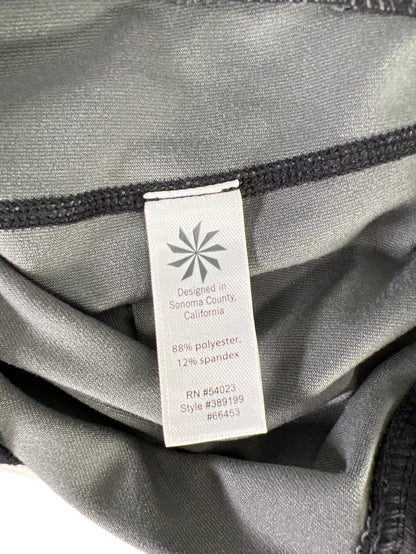 Designed in
Sonoma County,
California
88% polyester,
12% spandex
RN #54023
Style #389199
#66453